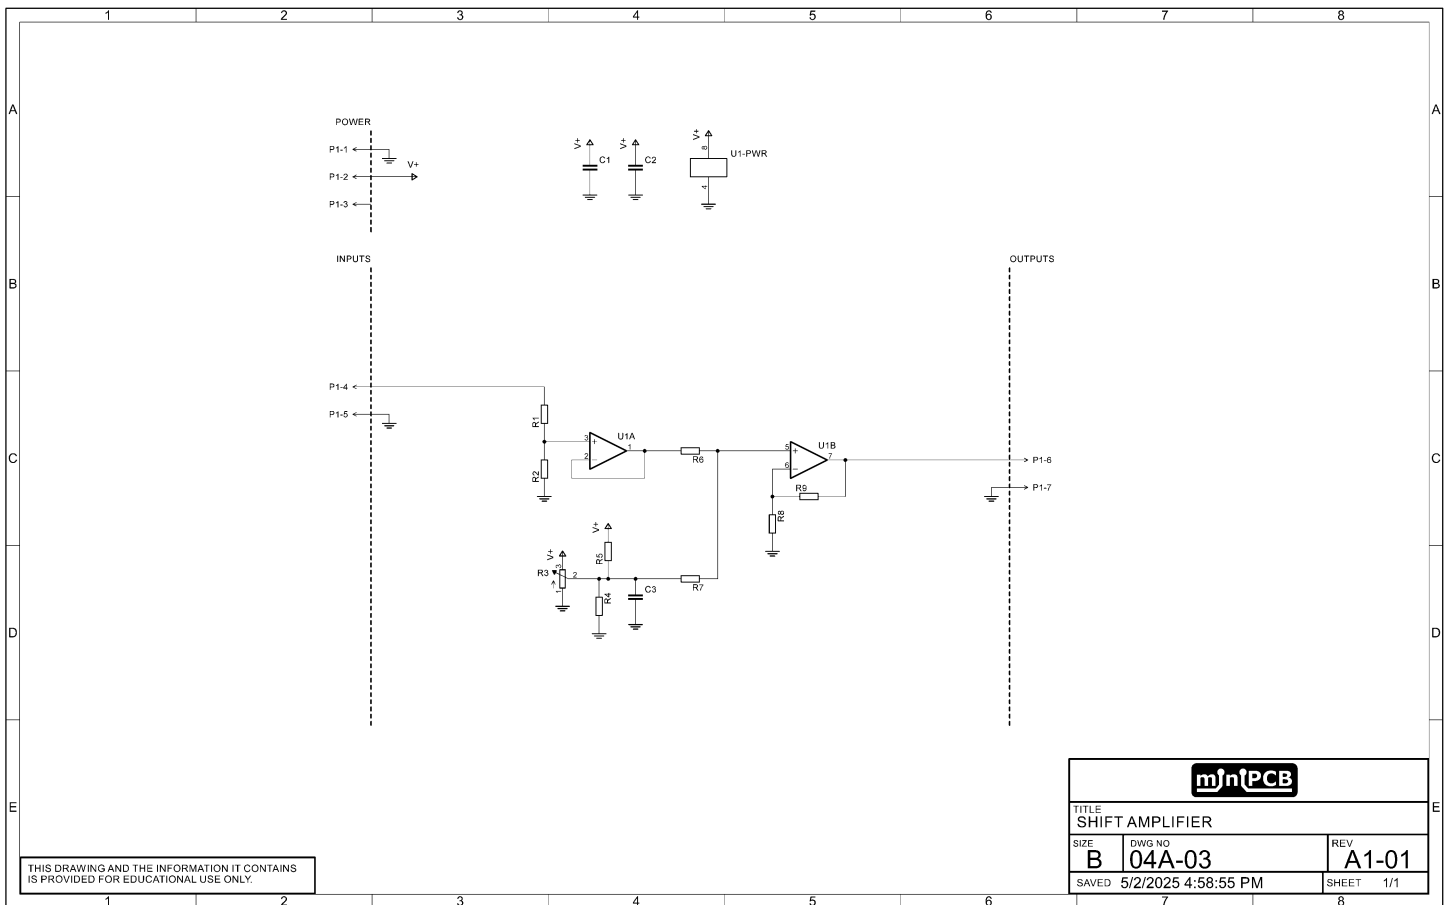 1 2 3 4 5 6 7 8
A A
POWER
P1-1
V+
P1-2
P1-3
V+ C1
V+ C2
V+ 8 U1-PWR
4
B B
INPUTS
OUTPUTS
P1-4
P1-5
R1
R2
3 + U1A
2 − 1
R6
5 + U1B
6 − 7
R9
R8
P1-6
P1-7
C C
V+
R5
V+
R3 3 2
1
R4
C3
R7
D D
E E
miniPCB
TITLE
SHIFT AMPLIFIER
SIZE DWG NO REV
B 04A-03 A1-01
SAVED 5/2/2025 4:58:55 PM SHEET 1/1
THIS DRAWING AND THE INFORMATION IT CONTAINS
IS PROVIDED FOR EDUCATIONAL USE ONLY.
1 2 3 4 5 6 7 8